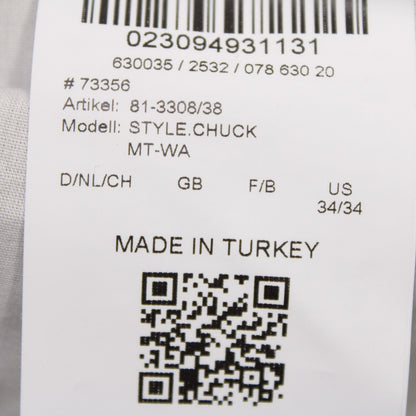 023094931131
630035 / 2532 / 078 630 20
# 73356
Artikel: 81-3308/38
Modell: STYLE.CHUCK
MT-WA
D/NL/CH GB F/B US
34/34
MADE IN TURKEY